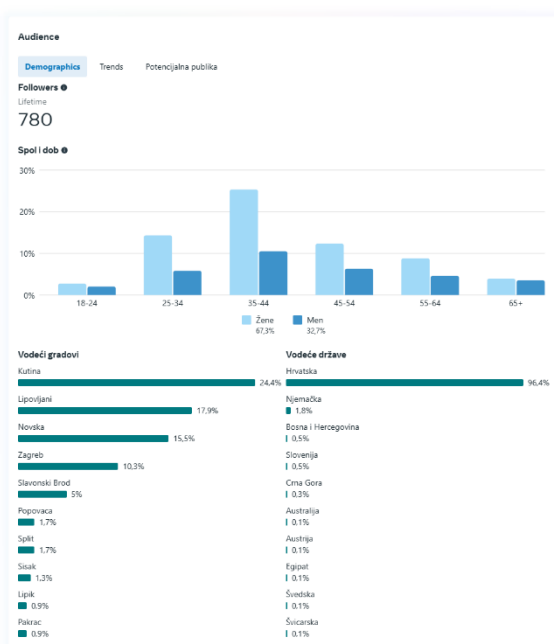 Audience
Demographics Trends Potencijalna publika
Followers
Lifetime
780
Spol i dob
30%
20%
10%
0%
18-24 25-34 35-44 45-54 55-64 65+
Žene Men
67,3% 32,7%
Vodeći gradovi
Kutina
24,4%
Lipovljani
17,9%
Novska
15,5%
Zagreb
10,3%
Slavonski Brod
5%
Popovaca
1,7%
Split
1,7%
Sisak
1,3%
Lipik
0.9%
Pakrac
0.9%
Vodeće države
Hrvatska
96,4%
Njemačka
1.8%
Bosna i Hercegovina
0,5%
Slovenija
0,5%
Crna Gora
0,3%
Australija
0.1%
Austrija
0.1%
Egipat
0.1%
Švedska
0.1%
Švicarska
0.1%